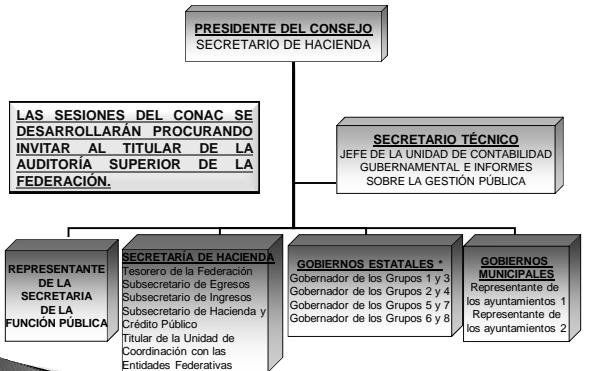 PRESIDENTE DEL CONSEJO
SECRETARIO DE HACIENDA
LAS SESIONES DEL CONAC SE
DESARROLLARÁN PROCURANDO
INVITAR AL TITULAR DE LA
AUDITORÍA SUPERIOR DE LA
FEDERACIÓN.
SECRETARIO TÉCNICO
JEFE DE LA UNIDAD DE CONTABILIDAD
GUBERNAMENTAL E INFORMES
SOBRE LA GESTIÓN PÚBLICA
REPRESENTANTE
DE LA
SECRETARIA
DE LA
FUNCIÓN PÚBLICA
SECRETARÍA DE HACIENDA
Tesorero de la Federación
Subsecretario de Egresos
Subsecretario de Ingresos
Subsecretario de Hacienda y
Crédito Público
Titular de la Unidad de
Coordinación con las
Entidades Federativas
GOBIERNOS ESTATALES *
Gobernador de los Grupos 1 y 3
Gobernador de los Grupos 2 y 4
Gobernador de los Grupos 5 y 7
Gobernador de los Grupos 6 y 8
GOBIERNOS
MUNICIPALES
Representante de
los ayuntamientos 1
Representante de
los ayuntamientos 2